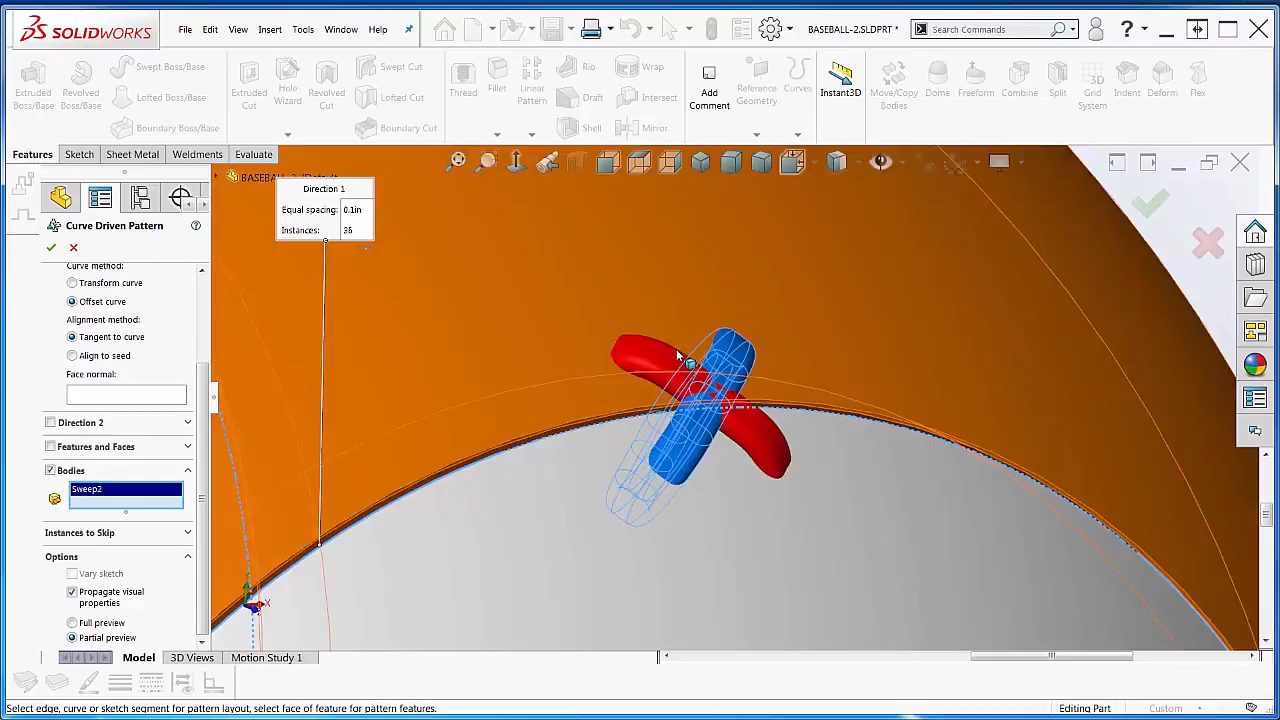 SOLIDWORKS
File Edit View Insert Tools Window Help
BASEBALL-2.SLDPRT *
Search Commands
?
Extruded Boss/Base
Revolved Boss/Base
Swept Boss/Base
Lofted Boss/Base
Boundary Boss/Base
Extruded Cut
Hole Wizard
Revolved Cut
Swept Cut
Lofted Cut
Boundary Cut
Thread
Fillet
Linear Pattern
Rib
Draft
Shell
Wrap
Intersect
Mirror
Add Comment
Reference Geometry
Curves
Instant3D
Move/Copy Bodies
Dome
Freeform
Combine
Split
Grid System
Indent
Deform
Flex
Features Sketch Sheet Metal Weldments Evaluate
Curve Driven Pattern
Curve method:
Transform curve
Offset curve
Alignment method:
Tangent to curve
Align to seed
Face normal:
Direction 2
Features and Faces
Bodies
Sweep2
Instances to Skip
Options
Vary sketch
Propagate visual
properties
Full preview
Partial preview
Direction 1
Equal spacing: 0.1in
Instances: 36
X
Model 3D Views Motion Study 1
Select edge, curve or sketch segment for pattern layout, select face of feature for pattern features.
Editing Part
Custom